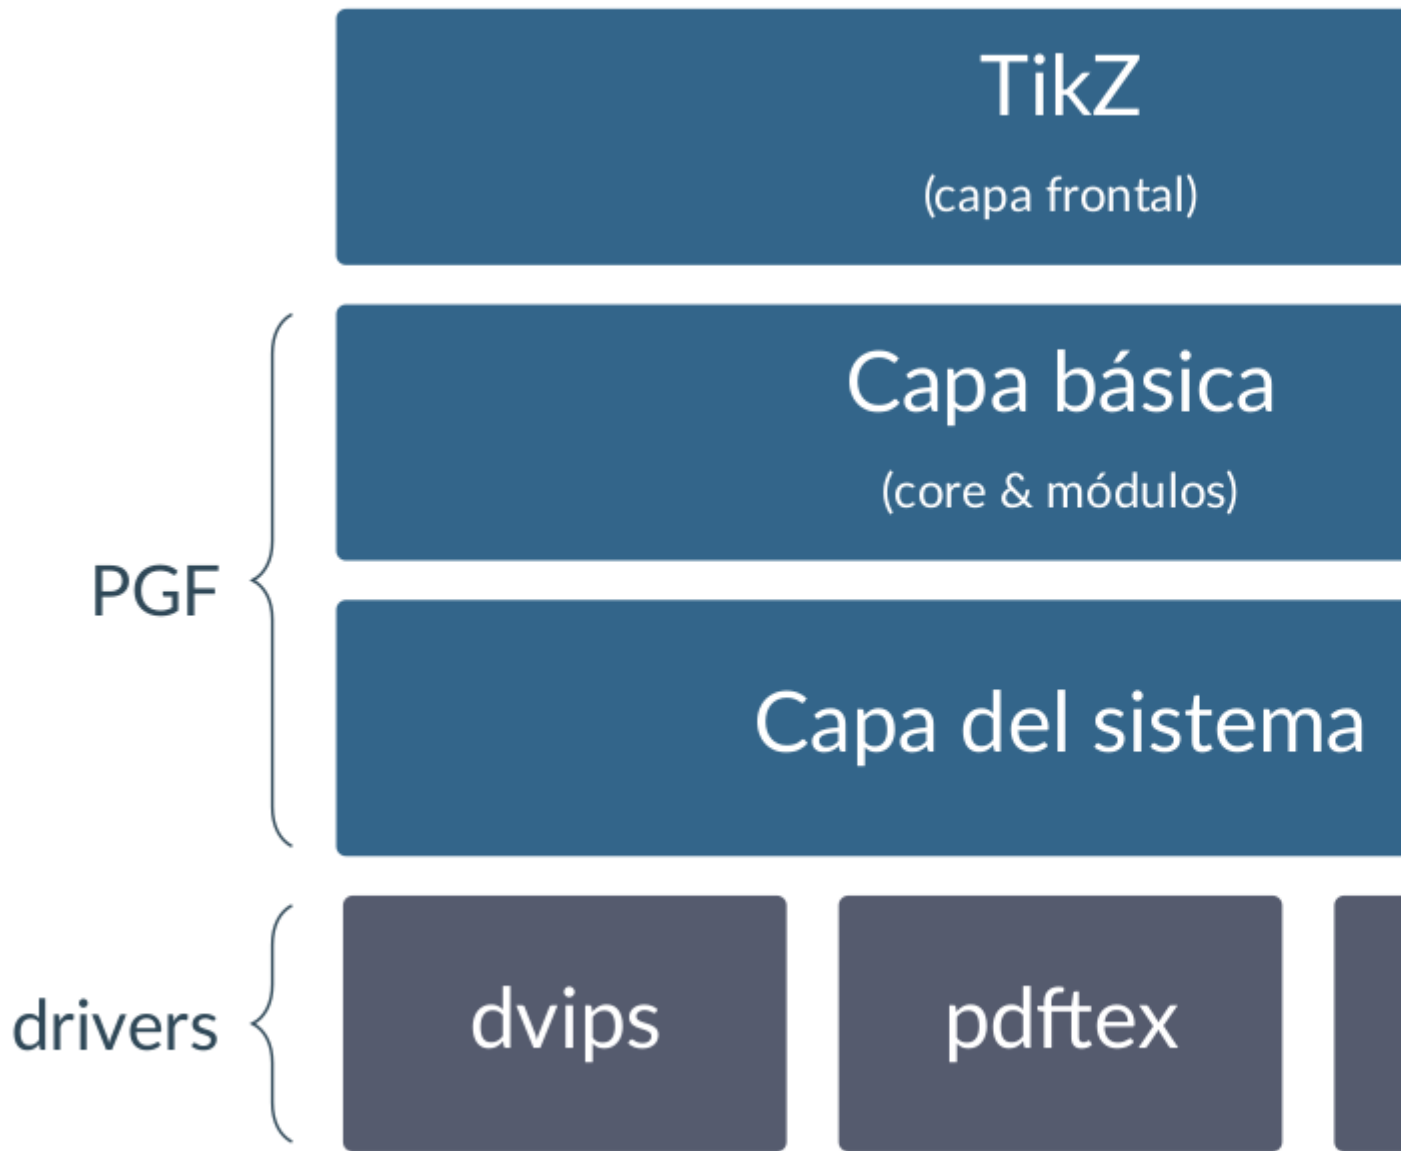 TikZ
(capa frontal)
Capa básica
(core & módulos)
PGF
Capa del sistema
drivers
dvips
pdftex